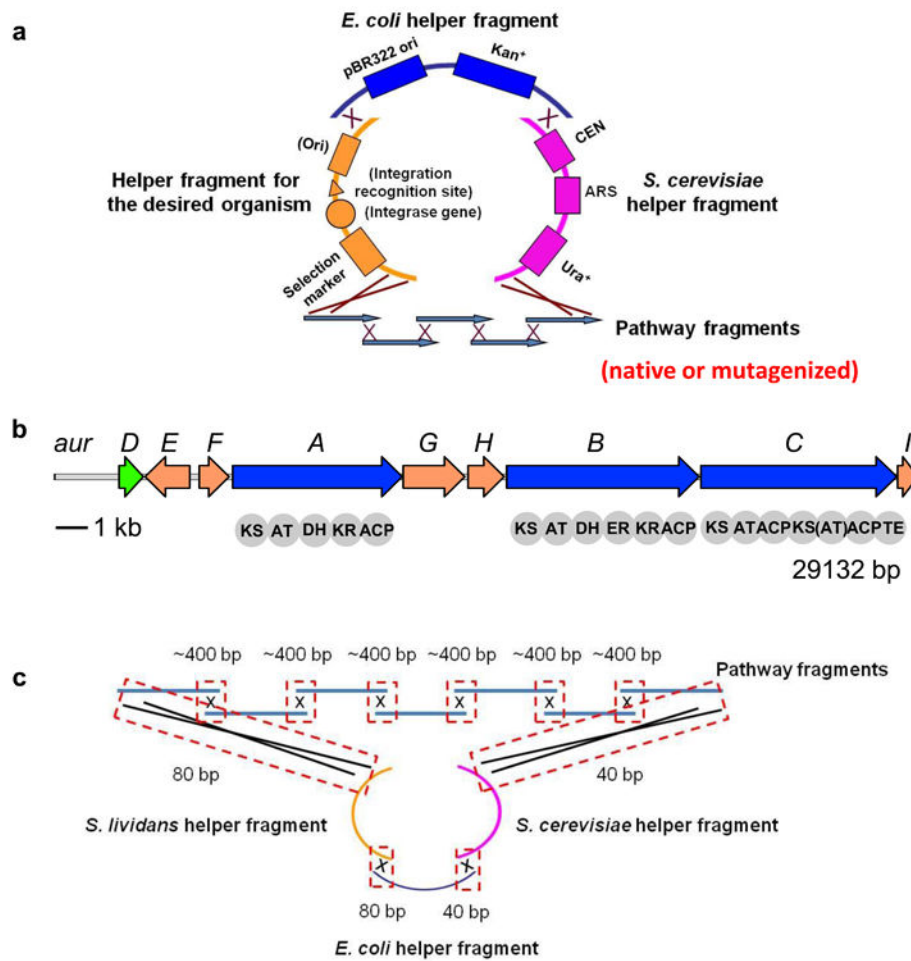 a
E. coli helper fragment
pBR322 ori
Kan⁺
(Ori)
CEN
Helper fragment for
the desired organism
(Integration
recognition site)
(Integrase gene)
ARS
S. cerevisiae
helper fragment
Selection
marker
Ura⁺
Pathway fragments
(native or mutagenized)
b
aur D E F A G H B C I
1 kb
KS AT DH KR ACP KS AT DH ER KR ACP KS AT ACP KS (AT) ACP TE
29132 bp
c
~400 bp ~400 bp ~400 bp ~400 bp ~400 bp
Pathway fragments
X X X X X X
80 bp
40 bp
S. lividans helper fragment
S. cerevisiae helper fragment
X X
80 bp 40 bp
E. coli helper fragment